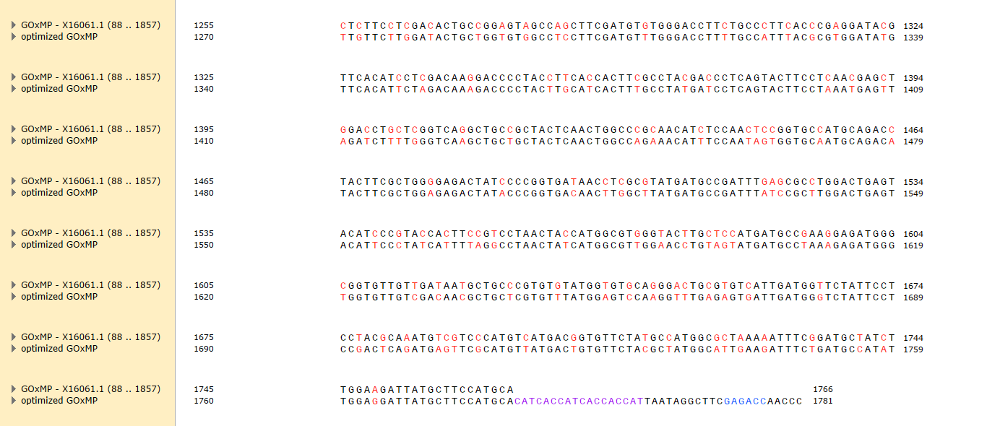 GOxMP - X16061.1 (88 .. 1857) 1255 CTCTTCCTCGACACTGCCGGAGTAGCCAGCTTCGATGTGTGGGACCTTCTGCCCTTCACCCGAGGATACG 1324
optimized GOxMP 1270 TTGTTCTTGGATACTGCTGGTGTGGCCTCCTTCGATGTTTGGGACCTTTTGCCATTTACGCGTGGATATG 1339
GOxMP - X16061.1 (88 .. 1857) 1325 TTCACATCCTCGACAAGGACCCCTACCTTCACCACTTCGCCTACGACCCTCAGTACTTCCTCAACGAGCT 1394
optimized GOxMP 1340 TTCACATTCTAGACAAAGACCCCTACTTGCATCACTTTGCCTATGATCCTCAGTACTTCCTAAATGAGTT 1409
GOxMP - X16061.1 (88 .. 1857) 1395 GGACCTGCTCGGTCAGGCTGCCGCTACTCAACTGGCCCGCAACATCTCCAACTCCGGTGCCATGCAGACC 1464
optimized GOxMP 1410 AGATCTTTTGGGTCAAGCTGCTGCTACTCAACTGGCCAGAAACATTTCCAATAGTGGTGCAATGCAGACA 1479
GOxMP - X16061.1 (88 .. 1857) 1465 TACTTCGCTGGGGAGACTATCCCCGGTGATAACCTCGCGTATGATGCCGATTTGAGCGCCTGGACTGAGT 1534
optimized GOxMP 1480 TACTTCGCTGGAGAGACTATACCCGGTGACAACTTGGCTTATGATGCCGATTTATCCGCTTGGACTGAGT 1549
GOxMP - X16061.1 (88 .. 1857) 1535 ACATCCCGTACCACTTCCGTCCTAACTACCATGGCGTGGGTACTTGCTCCATGATGCCGAAGGAGATGGG 1604
optimized GOxMP 1550 ACATTCCCTATCATTTTAGGCCTAACTATCATGGCGTTGGAACCTGTAGTATGATGCCTAAAGAGATGGG 1619
GOxMP - X16061.1 (88 .. 1857) 1605 CGGTGTTGTTGATAATGCTGCCCGTGTGTATGGTGTGCAGGGACTGCGTGTCATTGATGGTTCTATTCCT 1674
optimized GOxMP 1620 TGGTGTTGTCGACAACGCTGCTCGTGTTTATGGAGTCCAAGGTTTGAGAGTGATTGATGGGTCTATTCCT 1689
GOxMP - X16061.1 (88 .. 1857) 1675 CCTACGCAAATGTCGTCCCATGTCATGACGGTGTTCTATGCCATGGCGCTAAAAATTTCGGATGCTATCT 1744
optimized GOxMP 1690 CCGACTCAGATGAGTTCGCATGTTATGACTGTGTTCTACGCTATGGCATTGAAGATTTCTGATGCCATAT 1759
GOxMP - X16061.1 (88 .. 1857) 1745 TGGAAGATTATGCTTCCATGCA 1766
optimized GOxMP 1760 TGGAGGATTATGCTTCCATGCACATCACCATCACCACCATTAATAGGCTTCGAGACCAACCC 1781